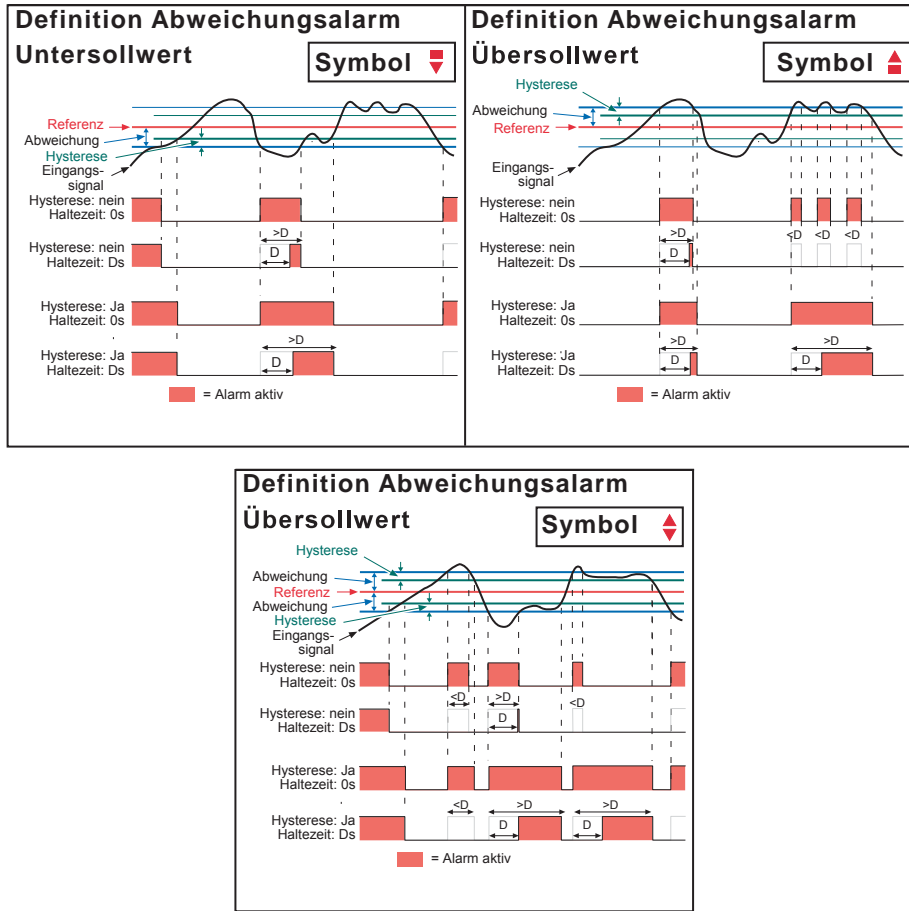 Definition Abweichungsalarm
Untersollwert
Symbol
Referenz
Abweichung
Hysterese
Eingangs-
signal
Hysterese: nein
Haltezeit: 0s
>D
Hysterese: nein
Haltezeit: Ds
D
Hysterese: Ja
Haltezeit: 0s
>D
Hysterese: Ja
Haltezeit: Ds
D
= Alarm aktiv
Definition Abweichungsalarm
Übersollwert
Symbol
Hysterese
Abweichung
Referenz
Eingangs-
signal
Hysterese: nein
Haltezeit: 0s
>D
<D <D <D
Hysterese: nein
Haltezeit: Ds
D
Hysterese: Ja
Haltezeit: 0s
>D >D
Hysterese: Ja
Haltezeit: Ds
D D
= Alarm aktiv
Definition Abweichungsalarm
Übersollwert
Symbol
Hysterese
Abweichung
Referenz
Abweichung
Hysterese
Eingangs-
signal
Hysterese: nein
Haltezeit: 0s
<D >D <D
Hysterese: nein
Haltezeit: Ds
D
Hysterese: Ja
Haltezeit: 0s
<D >D >D
Hysterese: Ja
Haltezeit: Ds
D D
= Alarm aktiv